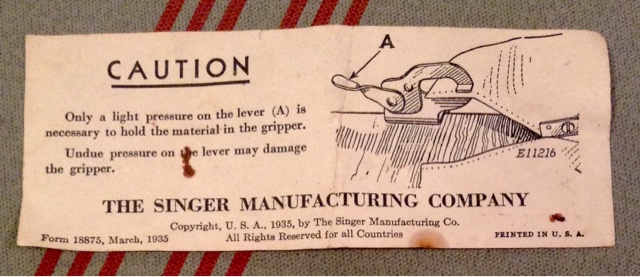 CAUTION
A
Only a light pressure on the lever (A) is
necessary to hold the material in the gripper.
Undue pressure on the lever may damage
the gripper.
E11216
THE SINGER MANUFACTURING COMPANY
Copyright, U. S. A., 1935, by The Singer Manufacturing Co.
Form 18875, March, 1935
All Rights Reserved for all Countries
PRINTED IN U. S. A.